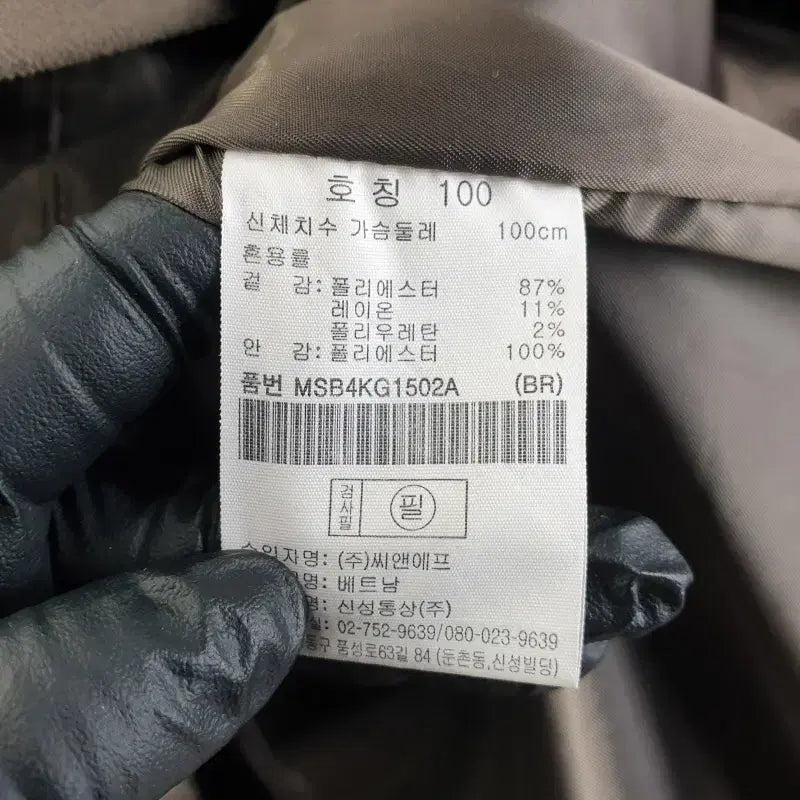 호칭 100
신체치수 가슴둘레 100cm
혼용률
겉 감: 폴리에스터 87%
레이온 11%
폴리우레탄 2%
안 감: 폴리에스터 100%
품번 MSB4KG1502A (BR)
검사필 필
수입자명: (주)씨앤에프
명: 베트남
명: 신성통상(주)
실: 02-752-9639/080-023-9639
동구 풍성로63길 84 (둔촌동,신성빌딩)